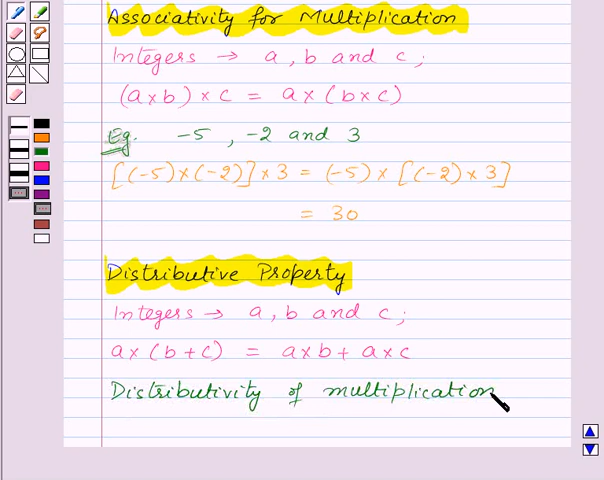 Associativity for Multiplication
Integers → a, b and c;
(a×b)×c = a×(b×c)
Eg. -5, -2 and 3
[(-5)×(-2)]×3 = (-5)×[(-2)×3]
= 30
Distributive Property
Integers → a, b and c;
a×(b+c) = a×b+a×c
Distributivity of multiplication